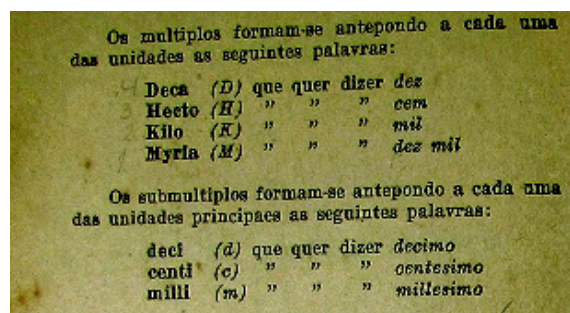 Os multiplos formam-se antepondo a cada uma
das unidades as seguintes palavras:
Deca (D) que quer dizer dez
Hecto (H) " " " cem
Kilo (K) " " " mil
Myria (M) " " " dez mil
Os submultiplos formam-se antepondo a cada uma
das unidades principaes as seguintes palavras:
deci (d) que quer dizer decimo
centi (c) " " " centesimo
milli (m) " " " millesimo